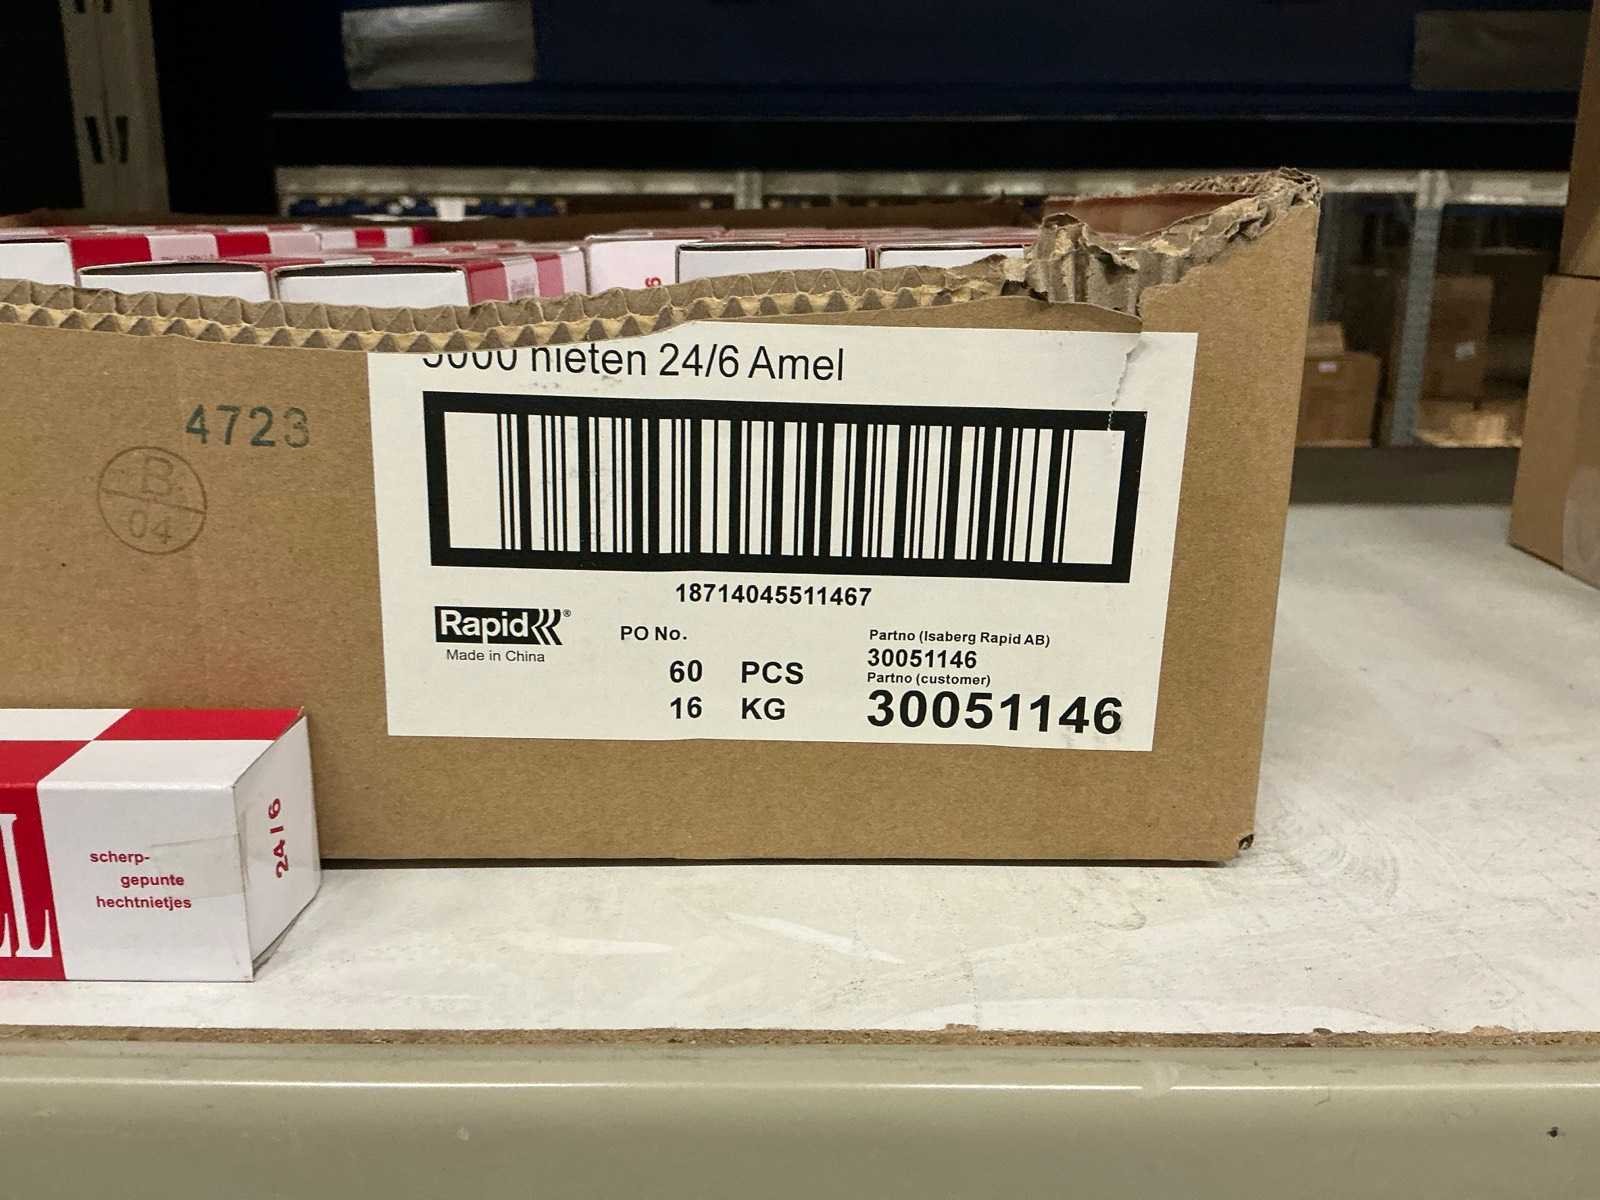 nieten 24/6 Amel
4723
B
04
18714045511467
Rapid®
Made in China
PO No.
60 PCS
16 KG
Partno (Isaberg Rapid AB)
30051146
Partno (customer)
30051146
scherp-
gepunte
hechtnietjes
24/6